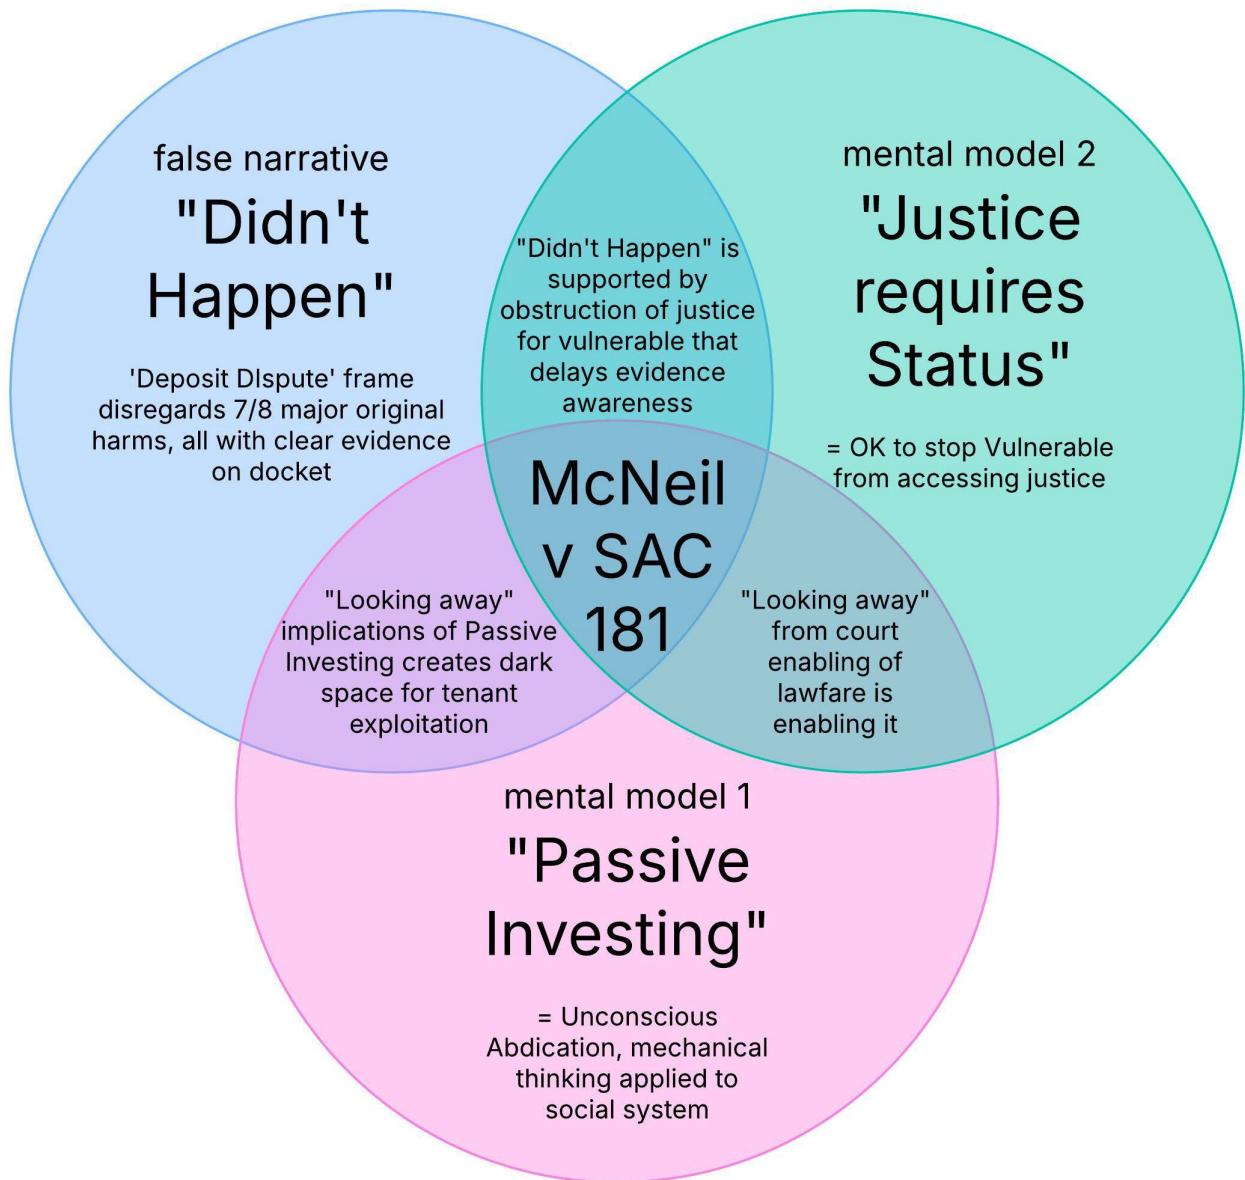 false narrative
"Didn't
Happen"
'Deposit DIspute' frame
disregards 7/8 major original
harms, all with clear evidence
on docket
mental model 2
"Justice
requires
Status"
= OK to stop Vulnerable
from accessing justice
"Didn't Happen" is
supported by
obstruction of justice
for vulnerable that
delays evidence
awareness
McNeil
v SAC
181
"Looking away"
implications of Passive
Investing creates dark
space for tenant
exploitation
"Looking away"
from court
enabling of
lawfare is
enabling it
mental model 1
"Passive
Investing"
= Unconscious
Abdication, mechanical
thinking applied to
social system